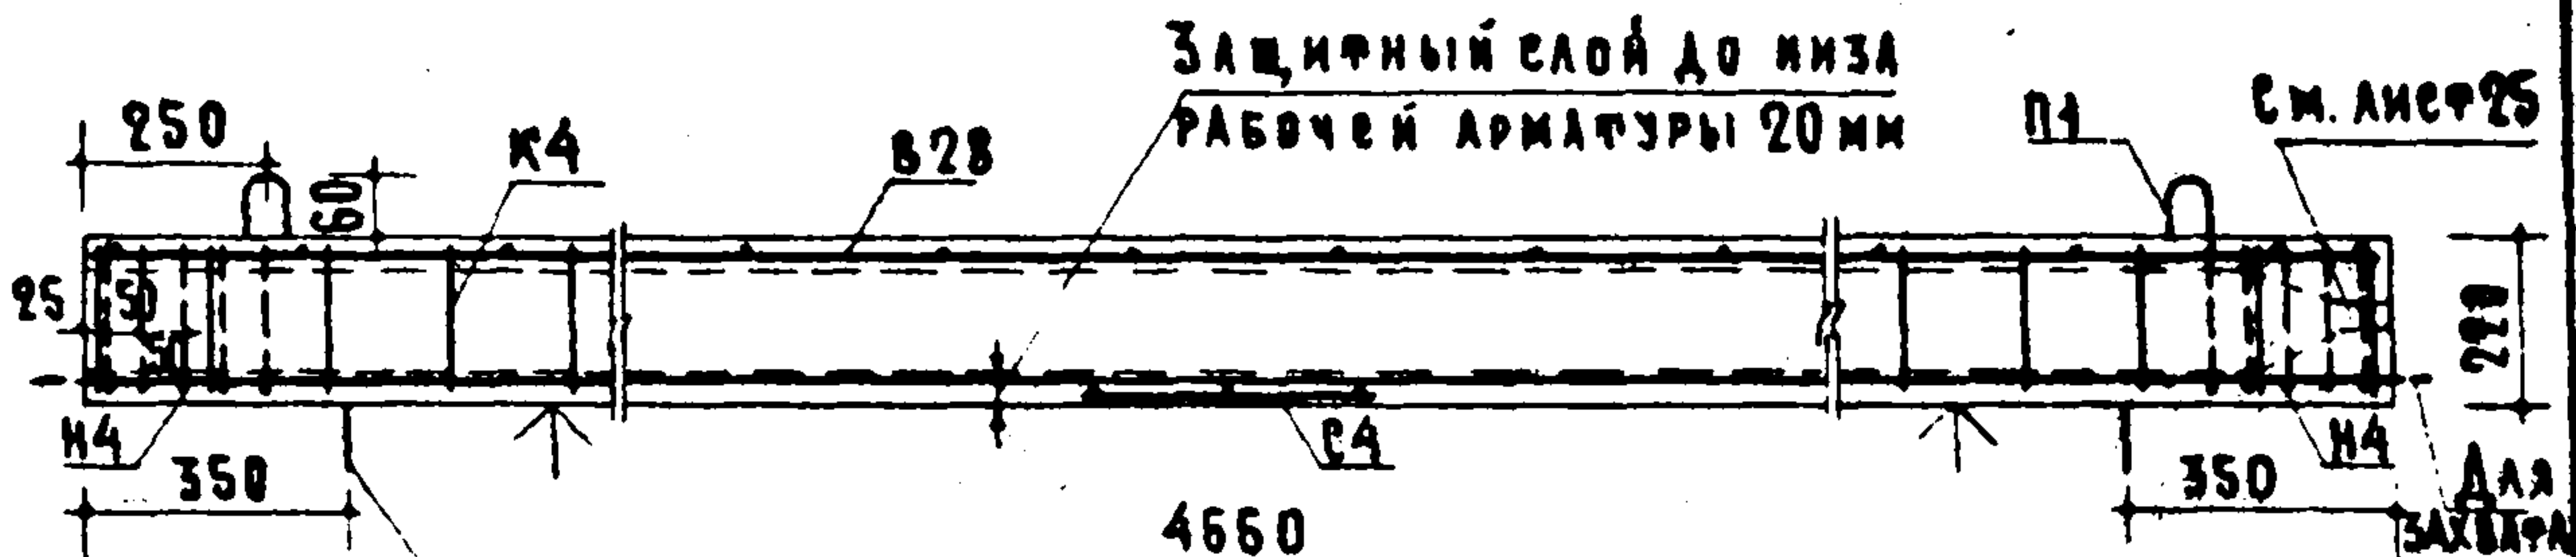 ЗАЩИТНЫЙ СЛОЙ ДО НИЗА
РАБОЧЕЙ АРМАТУРЫ 20 ММ
250
К4
В28
П1
СМ. ЛИСТ 25
60
25
50
50
220
Н4
С4
Н4
350
350
ДЛЯ
ЗАХВАТА
4660